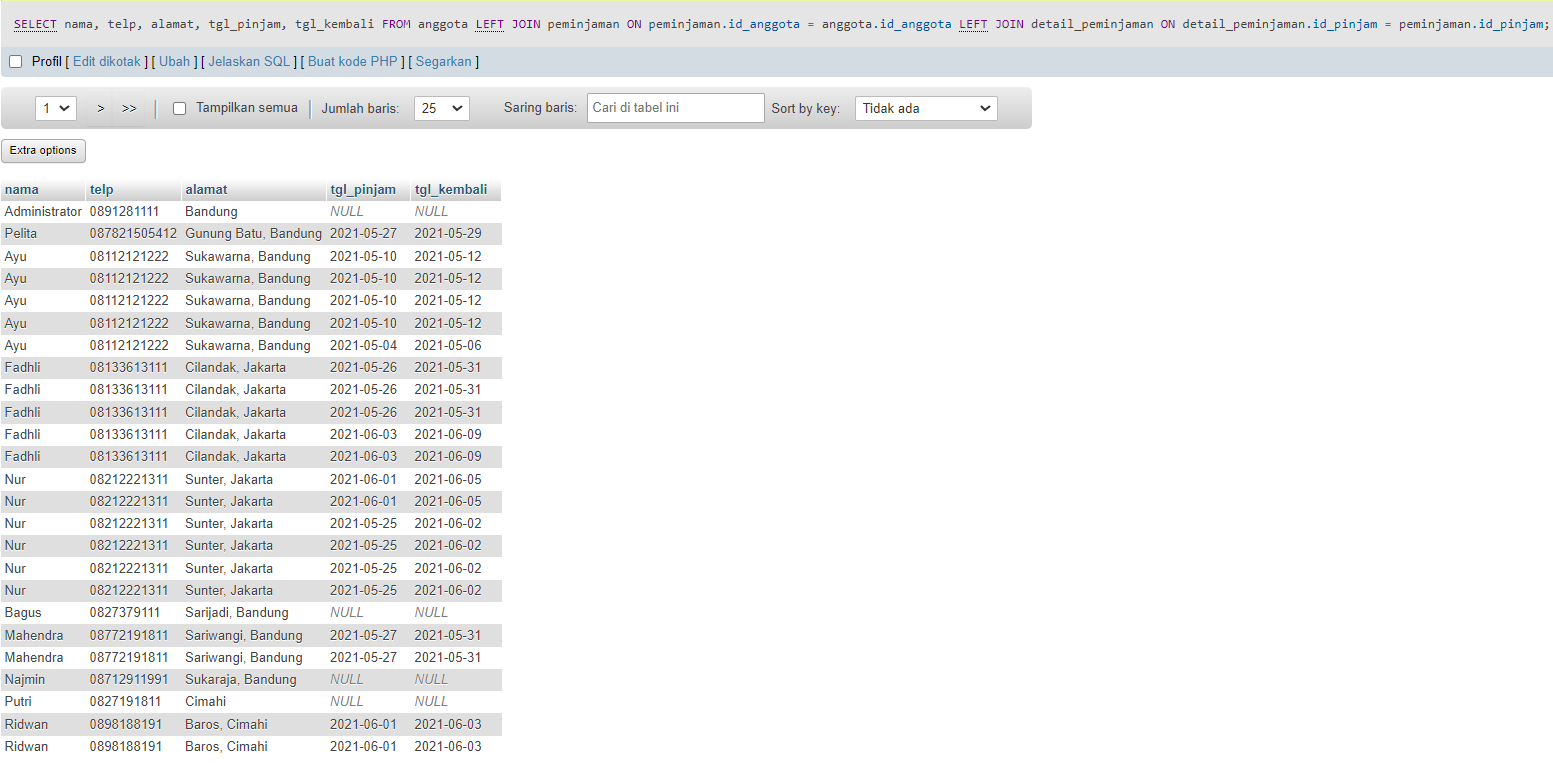 SELECT nama, telp, alamat, tgl_pinjam, tgl_kembali FROM anggota LEFT JOIN peminjaman ON peminjaman.id_anggota = anggota.id_anggota LEFT JOIN detail_peminjaman ON detail_peminjaman.id_pinjam = peminjaman.id_pinjam;
Profil [ Edit dikotak ] [ Ubah ] [ Jelaskan SQL ] [ Buat kode PHP ] [ Segarkan ]
1 > >> Tampilkan semua Jumlah baris: 25 Saring baris: Cari di tabel ini Sort by key: Tidak ada
Extra options
nama telp alamat tgl_pinjam tgl_kembali
Administrator 0891281111 Bandung NULL NULL
Pelita 087821505412 Gunung Batu, Bandung 2021-05-27 2021-05-29
Ayu 08112121222 Sukawarna, Bandung 2021-05-10 2021-05-12
Ayu 08112121222 Sukawarna, Bandung 2021-05-10 2021-05-12
Ayu 08112121222 Sukawarna, Bandung 2021-05-10 2021-05-12
Ayu 08112121222 Sukawarna, Bandung 2021-05-10 2021-05-12
Ayu 08112121222 Sukawarna, Bandung 2021-05-04 2021-05-06
Fadhli 08133613111 Cilandak, Jakarta 2021-05-26 2021-05-31
Fadhli 08133613111 Cilandak, Jakarta 2021-05-26 2021-05-31
Fadhli 08133613111 Cilandak, Jakarta 2021-05-26 2021-05-31
Fadhli 08133613111 Cilandak, Jakarta 2021-06-03 2021-06-09
Fadhli 08133613111 Cilandak, Jakarta 2021-06-03 2021-06-09
Nur 08212221311 Sunter, Jakarta 2021-06-01 2021-06-05
Nur 08212221311 Sunter, Jakarta 2021-06-01 2021-06-05
Nur 08212221311 Sunter, Jakarta 2021-05-25 2021-06-02
Nur 08212221311 Sunter, Jakarta 2021-05-25 2021-06-02
Nur 08212221311 Sunter, Jakarta 2021-05-25 2021-06-02
Nur 08212221311 Sunter, Jakarta 2021-05-25 2021-06-02
Bagus 0827379111 Sarijadi, Bandung NULL NULL
Mahendra 08772191811 Sariwangi, Bandung 2021-05-27 2021-05-31
Mahendra 08772191811 Sariwangi, Bandung 2021-05-27 2021-05-31
Najmin 08712911991 Sukaraja, Bandung NULL NULL
Putri 0827191811 Cimahi NULL NULL
Ridwan 0898188191 Baros, Cimahi 2021-06-01 2021-06-03
Ridwan 0898188191 Baros, Cimahi 2021-06-01 2021-06-03